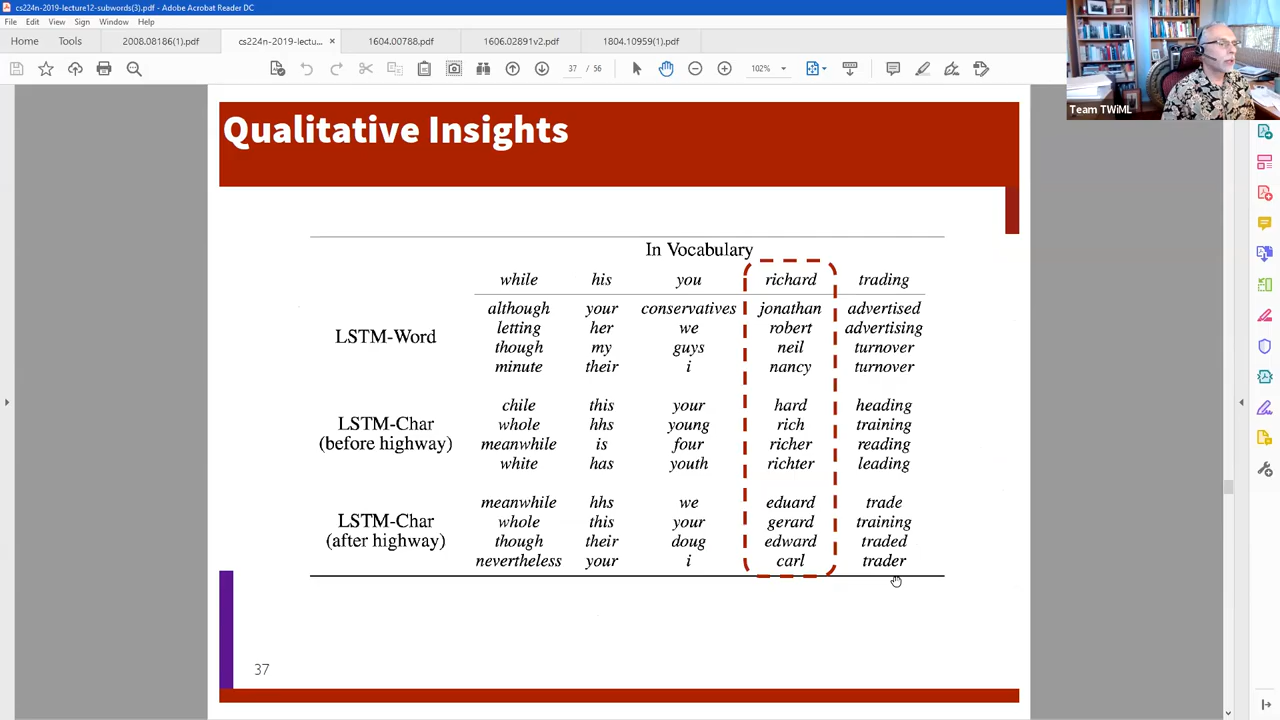 cs224n-2019-lecture12-subwords(3).pdf - Adobe Acrobat Reader DC
File Edit View Sign Window Help
Home Tools 2008.08186(1).pdf cs224n-2019-lectu... × 1604.00788.pdf 1606.02891v2.pdf 1804.10959(1).pdf
37 / 56 102%
Team TWiML
Qualitative Insights
In Vocabulary
while his you richard trading
although your conservatives jonathan advertised
LSTM-Word letting her we robert advertising
though my guys neil turnover
minute their i nancy turnover
chile this your hard heading
LSTM-Char whole hhs young rich training
(before highway) meanwhile is four richer reading
white has youth richter leading
meanwhile hhs we eduard trade
LSTM-Char whole this your gerard training
(after highway) though their doug edward traded
nevertheless your i carl trader
37